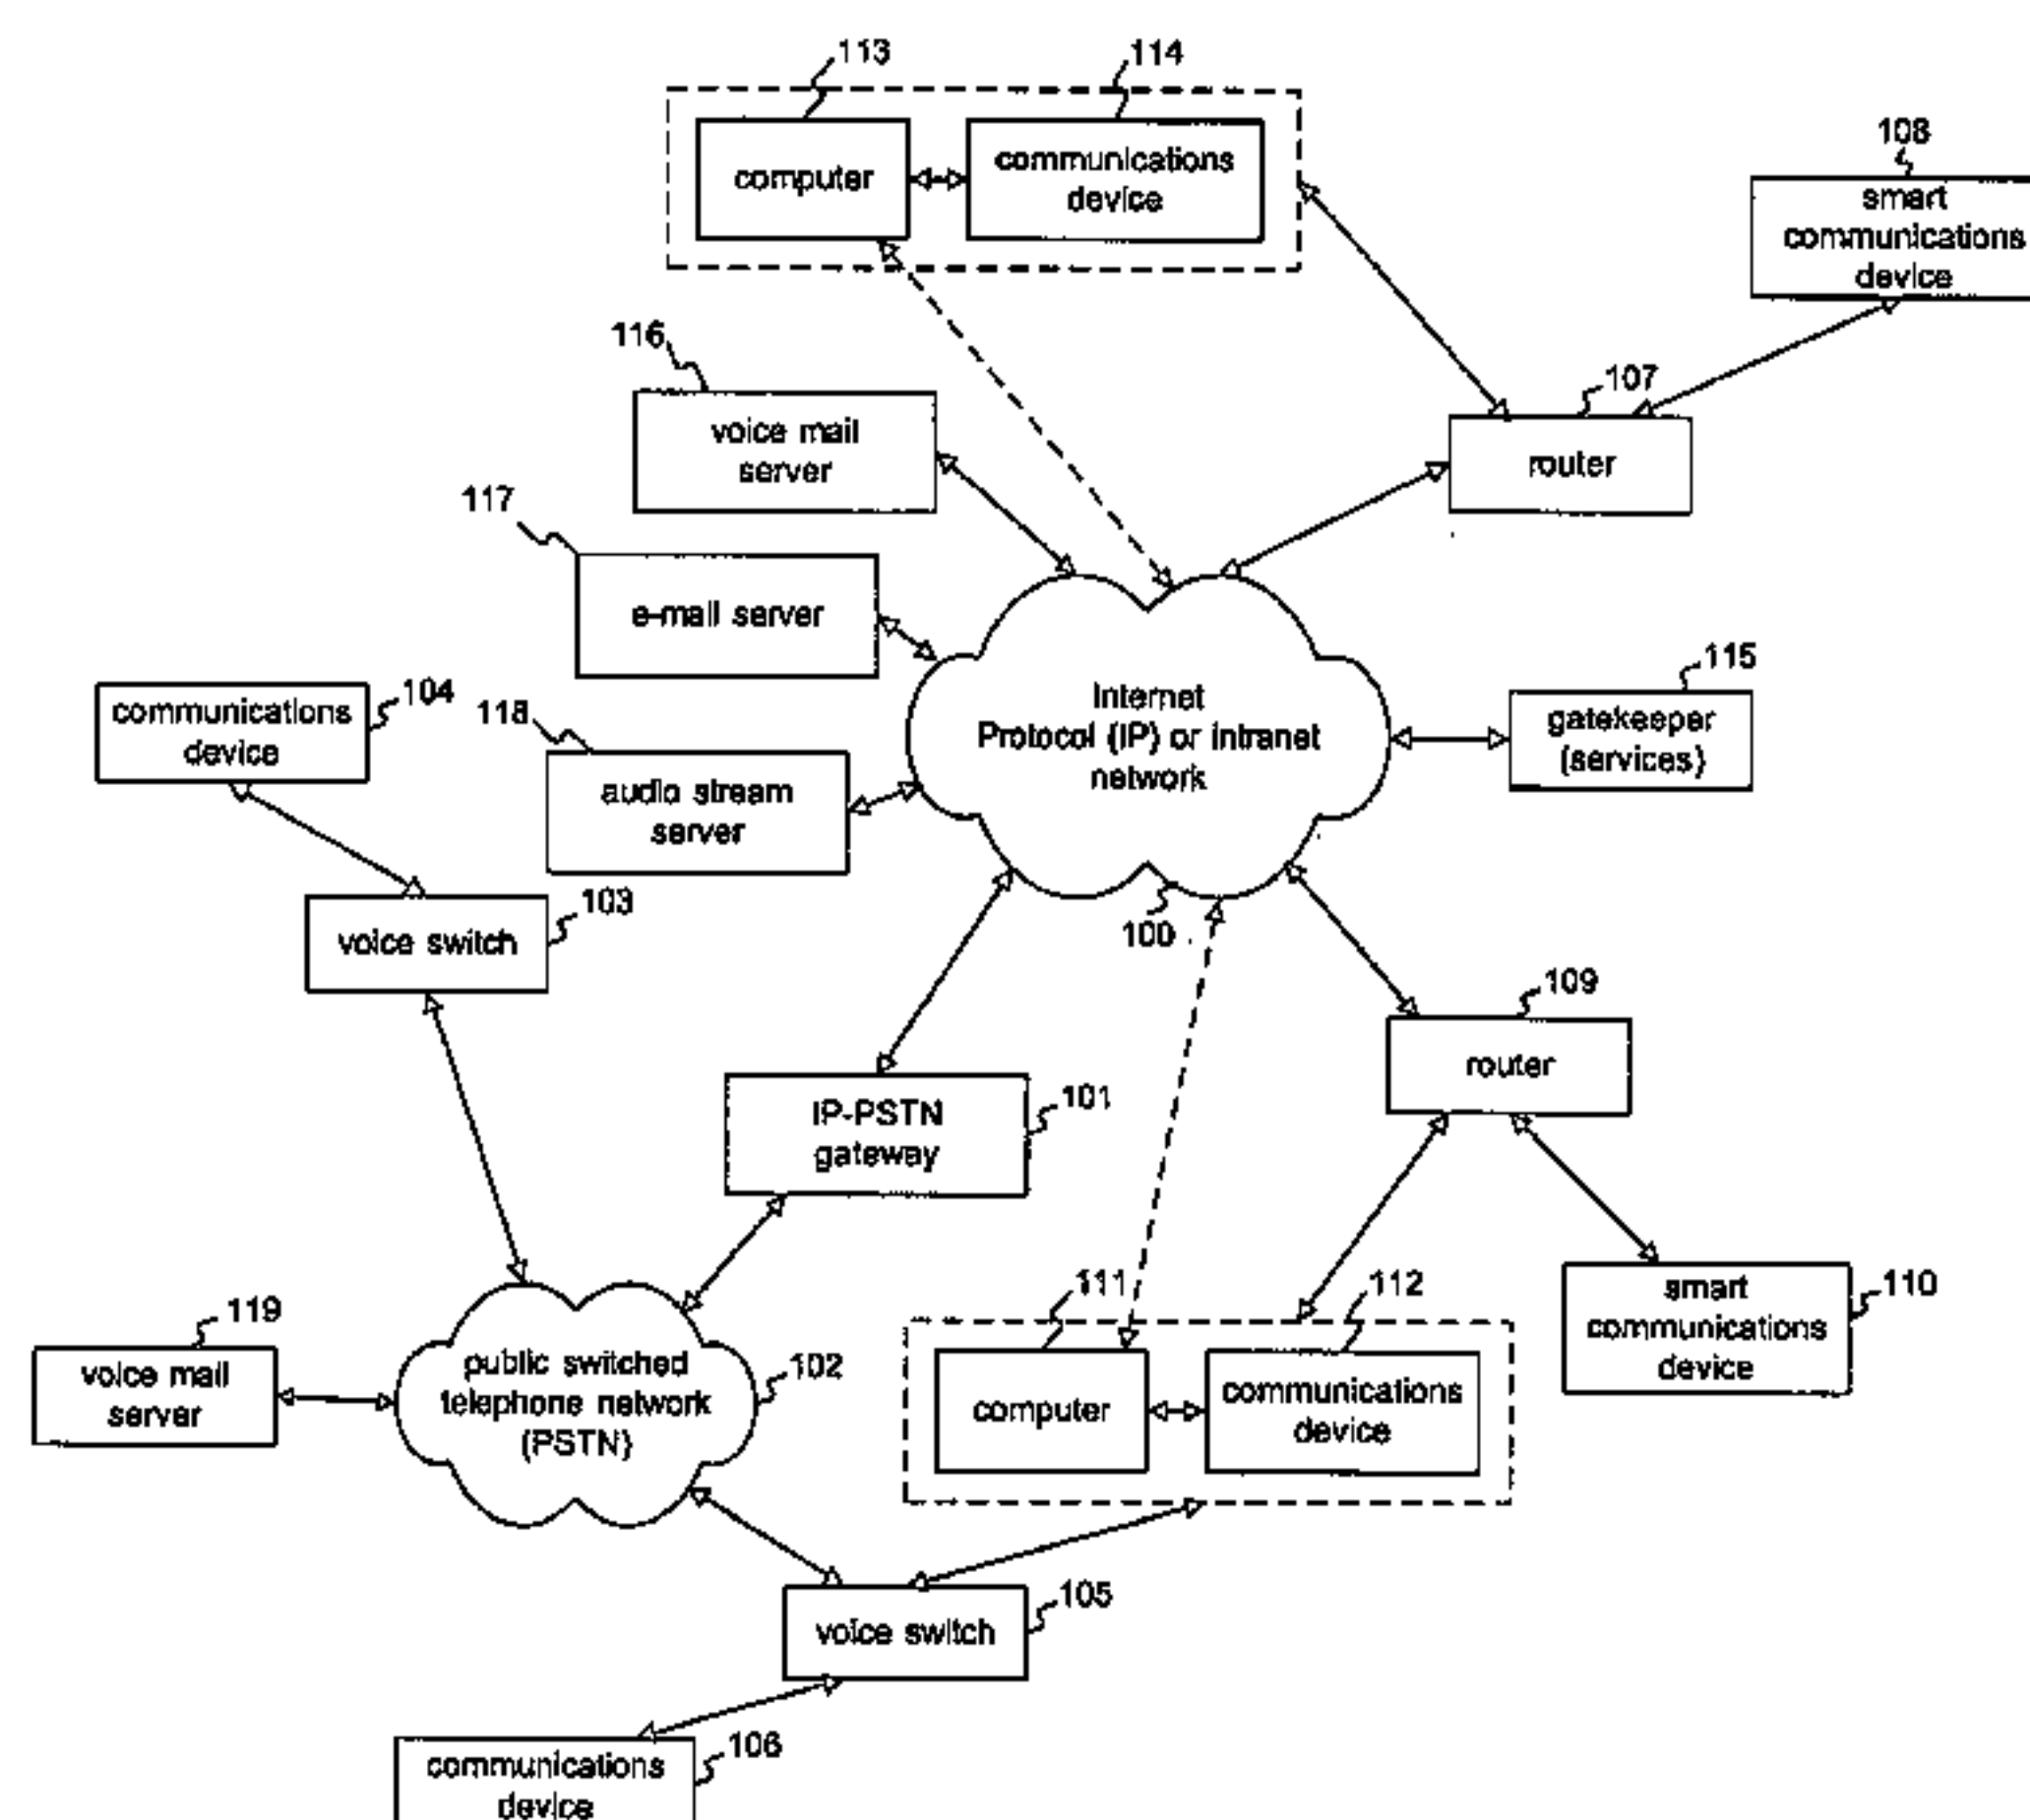 113
114
computer
communications
device
108
smart
communications
device
116
voice mail
server
107
router
117
e-mail server
Internet
Protocol (IP) or intranet
network
115
gatekeeper
(services)
104
communications
device
118
audio stream
server
103
voice switch
100
109
router
101
IP-PSTN
gateway
119
voice mail
server
public switched
telephone network
(PSTN)
102
111
112
computer
communications
device
110
smart
communications
device
105
voice switch
106
communications
device